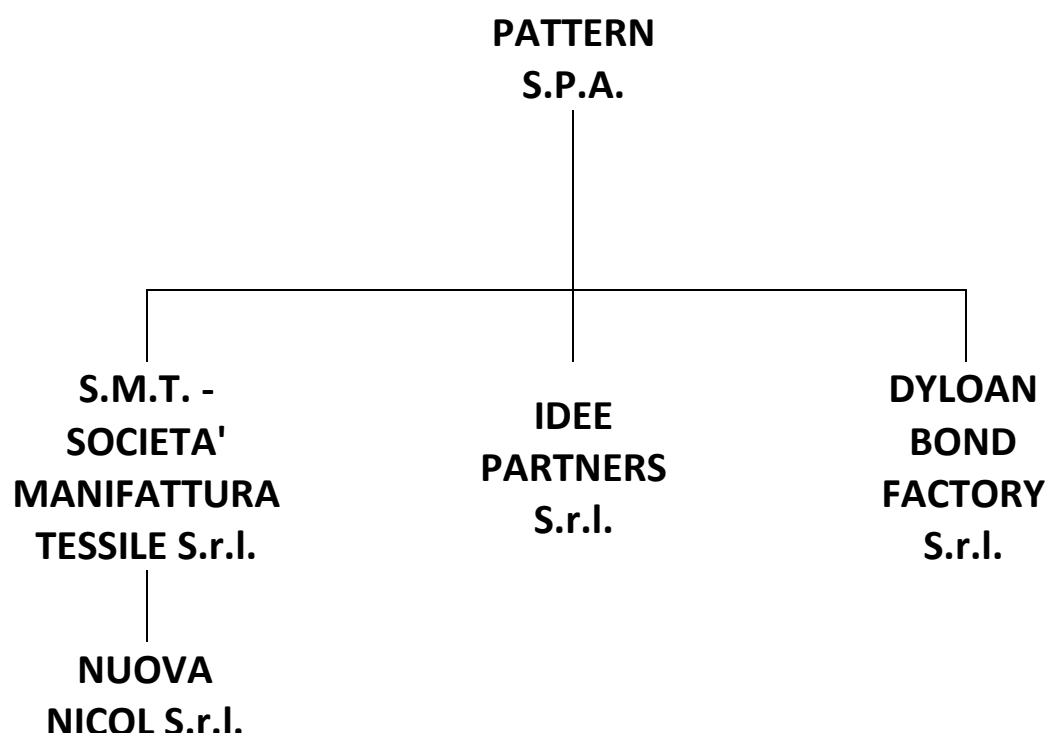 PATTERN
S.P.A.
S.M.T. -
SOCIETA'
MANIFATTURA
TESSILE S.r.l.
IDEE
PARTNERS
S.r.l.
DYLOAN
BOND
FACTORY
S.r.l.
NUOVA
NICOL S.r.l.